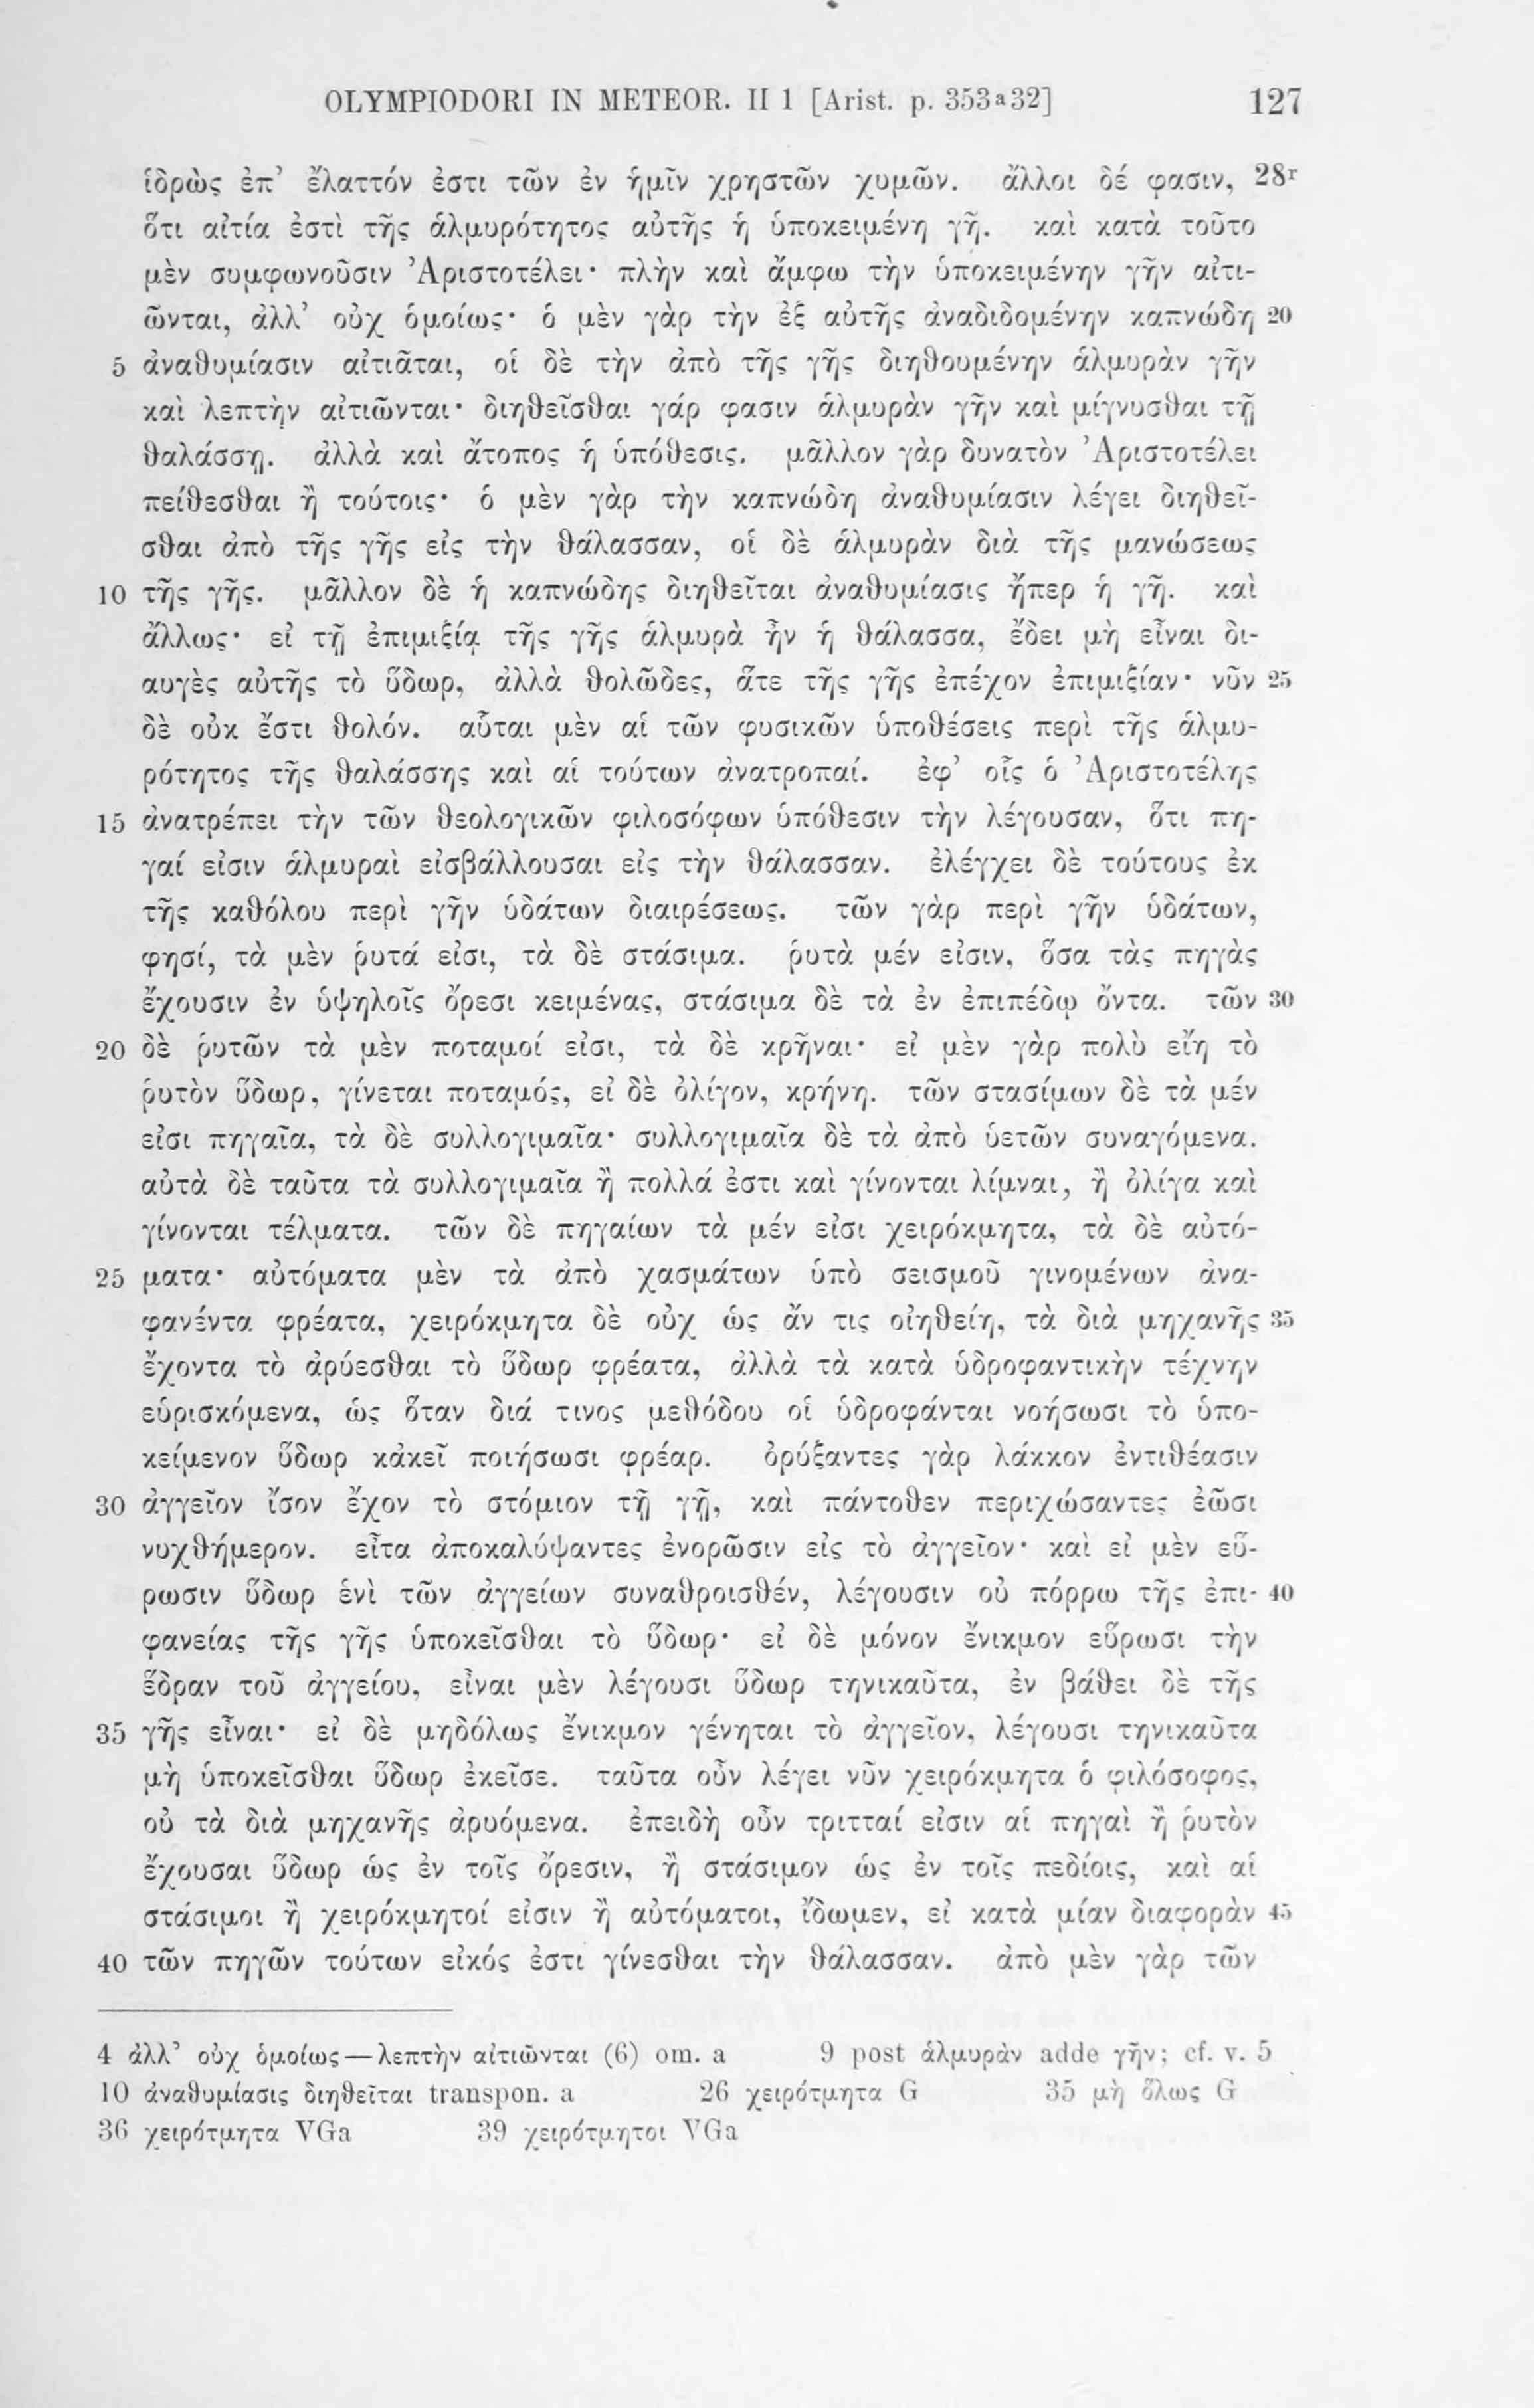 OLYMPIODORI IN METEOR. II 1 [Arist. p. 353a32] 127
ἱδρὼς ἐπ’ ἔλαττόν ἐστι τῶν ἐν ἡμῖν χρηστῶν χυμῶν. ἄλλοι δέ φασιν, 28r
ὅτι αἰτία ἐστὶ τῆς ἁλμυρότητος αὐτῆς ἡ ὑποκειμένη γῆ. καὶ κατὰ τοῦτο
μὲν συμφωνοῦσιν Ἀριστοτέλει· πλὴν καὶ ἄμφω τὴν ὑποκειμένην γῆν αἰτι-
ῶνται, ἀλλ’ οὐχ ὁμοίως· ὁ μὲν γὰρ τὴν ἐξ αὐτῆς ἀναδιδομένην καπνώδη 20
5 ἀναθυμίασιν αἰτιᾶται, οἱ δὲ τὴν ἀπὸ τῆς γῆς διηθουμένην ἁλμυρὰν γῆν
καὶ λεπτὴν αἰτιῶνται· διηθεῖσθαι γάρ φασιν ἁλμυρὰν γῆν καὶ μίγνυσθαι τῇ
θαλάσσῃ. ἀλλὰ καὶ ἄτοπος ἡ ὑπόθεσις. μᾶλλον γὰρ δυνατὸν Ἀριστοτέλει
πείθεσθαι ἢ τούτοις· ὁ μὲν γὰρ τὴν καπνώδη ἀναθυμίασιν λέγει διηθεῖ-
σθαι ἀπὸ τῆς γῆς εἰς τὴν θάλασσαν, οἱ δὲ ἁλμυρὰν διὰ τῆς μανώσεως
10 τῆς γῆς. μᾶλλον δὲ ἡ καπνώδης διηθεῖται ἀναθυμίασις ἤπερ ἡ γῆ. καὶ
ἄλλως· εἰ τῇ ἐπιμιξίᾳ τῆς γῆς ἁλμυρὰ ἦν ἡ θάλασσα, ἔδει μὴ εἶναι δι-
αυγὲς αὐτῆς τὸ ὕδωρ, ἀλλὰ θολῶδες, ἅτε τῆς γῆς ἐπέχον ἐπιμιξίαν· νῦν 25
δὲ οὐκ ἔστι θολόν. αὗται μὲν αἱ τῶν φυσικῶν ὑποθέσεις περὶ τῆς ἁλμυ-
ρότητος τῆς θαλάσσης καὶ αἱ τούτων ἀνατροπαί. ἐφ’ οἷς ὁ Ἀριστοτέλης
15 ἀνατρέπει τὴν τῶν θεολογικῶν φιλοσόφων ὑπόθεσιν τὴν λέγουσαν, ὅτι πη-
γαί εἰσιν ἁλμυραὶ εἰσβάλλουσαι εἰς τὴν θάλασσαν. ἐλέγχει δὲ τούτους ἐκ
τῆς καθόλου περὶ γῆν ὑδάτων διαιρέσεως. τῶν γὰρ περὶ γῆν ὑδάτων,
φησί, τὰ μὲν ῥυτά εἰσι, τὰ δὲ στάσιμα. ῥυτὰ μέν εἰσιν, ὅσα τὰς πηγὰς
ἔχουσιν ἐν ὑψηλοῖς ὄρεσι κειμένας, στάσιμα δὲ τὰ ἐν ἐπιπέδῳ ὄντα. τῶν 30
20 δὲ ῥυτῶν τὰ μὲν ποταμοί εἰσι, τὰ δὲ κρῆναι· εἰ μὲν γὰρ πολὺ εἴη τὸ
ῥυτὸν ὕδωρ, γίνεται ποταμός, εἰ δὲ ὀλίγον, κρήνη. τῶν στασίμων δὲ τὰ μέν
εἰσι πηγαῖα, τὰ δὲ συλλογιμαῖα· συλλογιμαῖα δὲ τὰ ἀπὸ ὑετῶν συναγόμενα.
αὐτὰ δὲ ταῦτα τὰ συλλογιμαῖα ἢ πολλά ἐστι καὶ γίνονται λίμναι, ἢ ὀλίγα καὶ
γίνονται τέλματα. τῶν δὲ πηγαίων τὰ μέν εἰσι χειρόκμητα, τὰ δὲ αὐτό-
25 ματα· αὐτόματα μὲν τὰ ἀπὸ χασμάτων ὑπὸ σεισμοῦ γινομένων ἀνα-
φανέντα φρέατα, χειρόκμητα δὲ οὐχ ὡς ἄν τις οἰηθείη, τὰ διὰ μηχανῆς 35
ἔχοντα τὸ ἀρύεσθαι τὸ ὕδωρ φρέατα, ἀλλὰ τὰ κατὰ ὑδροφαντικὴν τέχνην
εὑρισκόμενα, ὡς ὅταν διά τινος μεθόδου οἱ ὑδροφάνται νοήσωσι τὸ ὑπο-
κείμενον ὕδωρ κἀκεῖ ποιήσωσι φρέαρ. ὀρύξαντες γὰρ λάκκον ἐντιθέασιν
30 ἀγγεῖον ἴσον ἔχον τὸ στόμιον τῇ γῇ, καὶ πάντοθεν περιχώσαντες ἐῶσι
νυχθήμερον. εἶτα ἀποκαλύψαντες ἐνορῶσιν εἰς τὸ ἀγγεῖον· καὶ εἰ μὲν εὕ-
ρωσιν ὕδωρ ἑνὶ τῶν ἀγγείων συναθροισθέν, λέγουσιν οὐ πόρρω τῆς ἐπι- 40
φανείας τῆς γῆς ὑποκεῖσθαι τὸ ὕδωρ· εἰ δὲ μόνον ἔνικμον εὕρωσι τὴν
ἕδραν τοῦ ἀγγείου, εἶναι μὲν λέγουσι ὕδωρ τηνικαῦτα, ἐν βάθει δὲ τῆς
35 γῆς εἶναι· εἰ δὲ μηδόλως ἔνικμον γένηται τὸ ἀγγεῖον, λέγουσι τηνικαῦτα
μὴ ὑποκεῖσθαι ὕδωρ ἐκεῖσε. ταῦτα οὖν λέγει νῦν χειρόκμητα ὁ φιλόσοφος,
οὐ τὰ διὰ μηχανῆς ἀρυόμενα. ἐπειδὴ οὖν τρitταί εἰσιν αἱ πηγαὶ ἢ ῥυτὸν
ἔχουσαι ὕδωρ ὡς ἐν τοῖς ὄρεσιν, ἢ στάσιμον ὡς ἐν τοῖς πεδίοις, καὶ αἱ
στάσιμοι ἢ χειρόκμητοί εἰσιν ἢ αὐτόματοι, ἴδωμεν, εἰ κατὰ μίαν διαφορὰν 45
40 τῶν πηγῶν τούτων εἰκός ἐστι γίνεσθαι τὴν θάλασσαν. ἀπὸ μὲν γὰρ τῶν
4 ἀλλ’ οὐχ ὁμοίως — λεπτὴν αἰτιῶνται (6) om. a 9 post ἁλμυρὰν adde γῆν; cf. v. 5
10 ἀναθυμίασις διηθεῖται transpon. a 26 χειρότμητα G 35 μὴ ὅλως G
36 χειρότμητα VGa 39 χειρότμητοι VGa